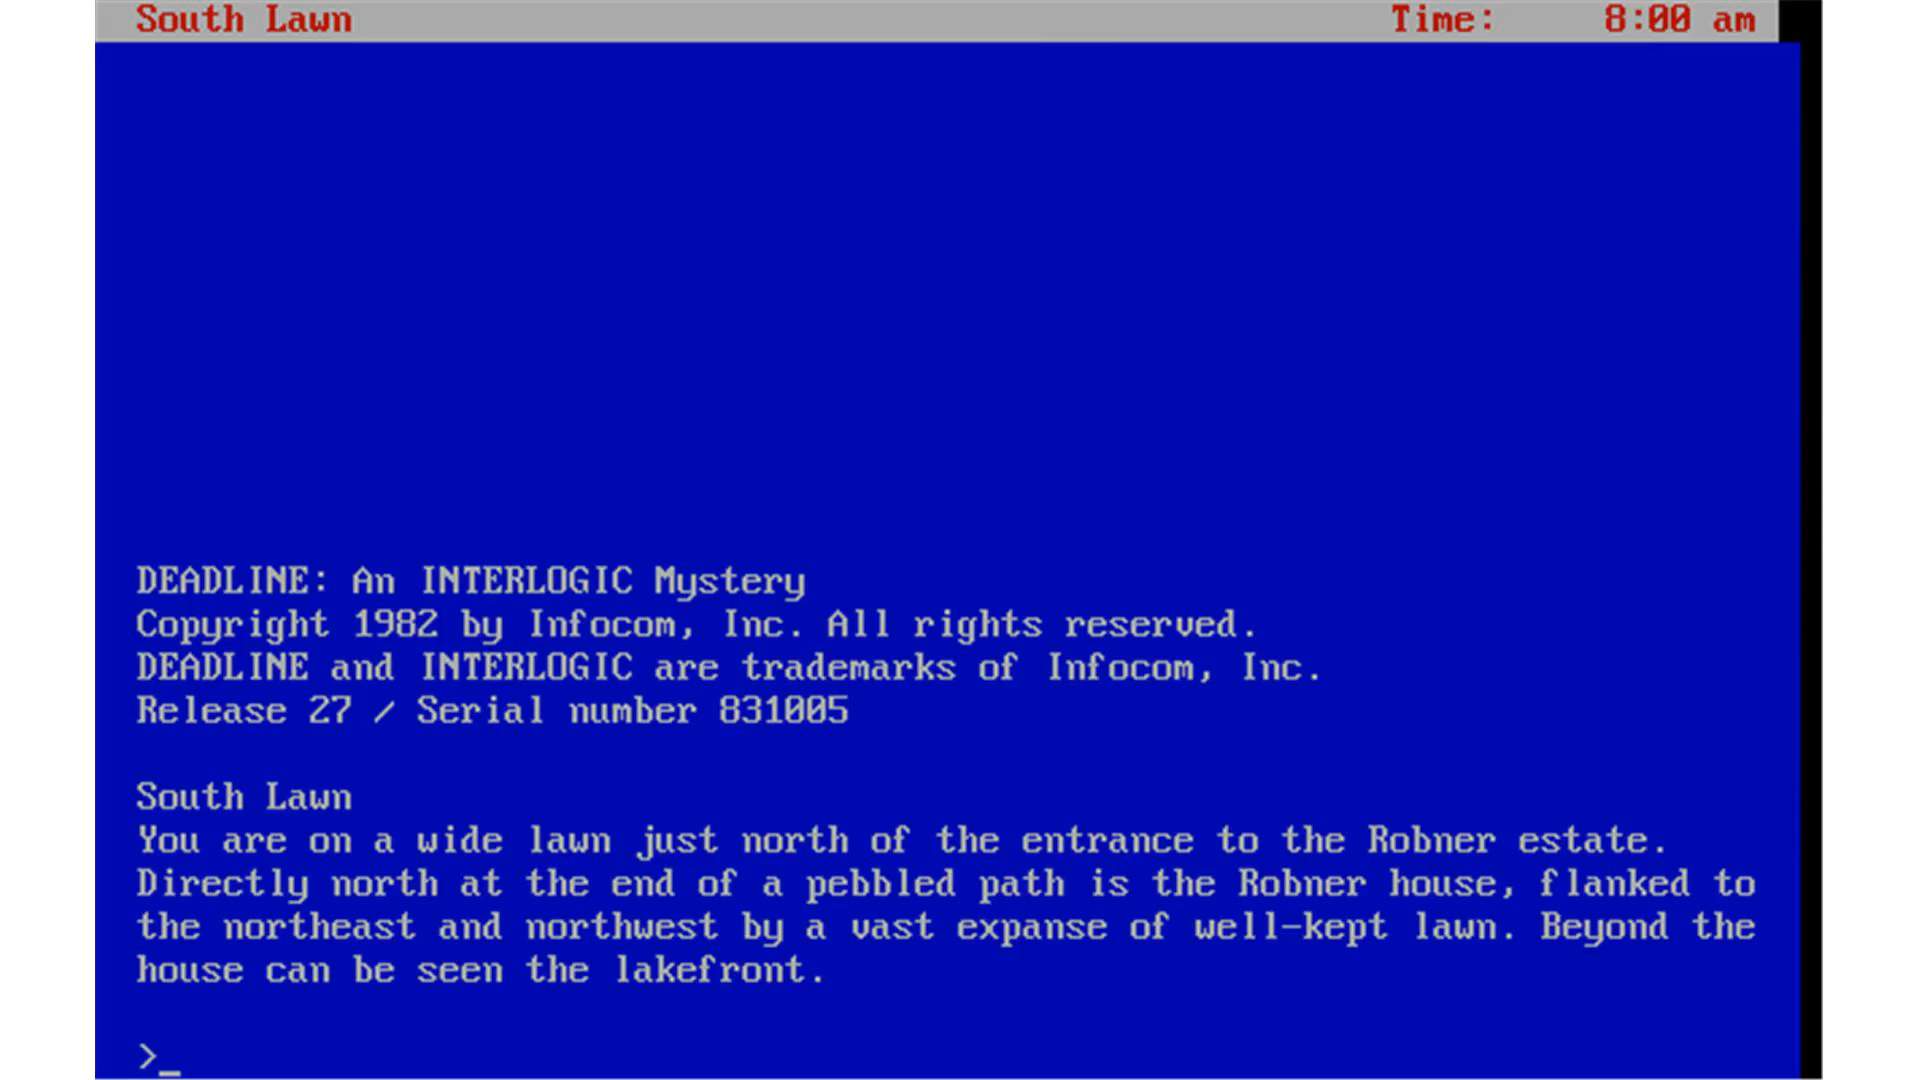 South Lawn Time: 8:00 am
DEADLINE: An INTERLOGIC Mystery
Copyright 1982 by Infocom, Inc. All rights reserved.
DEADLINE and INTERLOGIC are trademarks of Infocom, Inc.
Release 27 / Serial number 831005
South Lawn
You are on a wide lawn just north of the entrance to the Robner estate.
Directly north at the end of a pebbled path is the Robner house, flanked to
the northeast and northwest by a vast expanse of well-kept lawn. Beyond the
house can be seen the lakefront.
>_